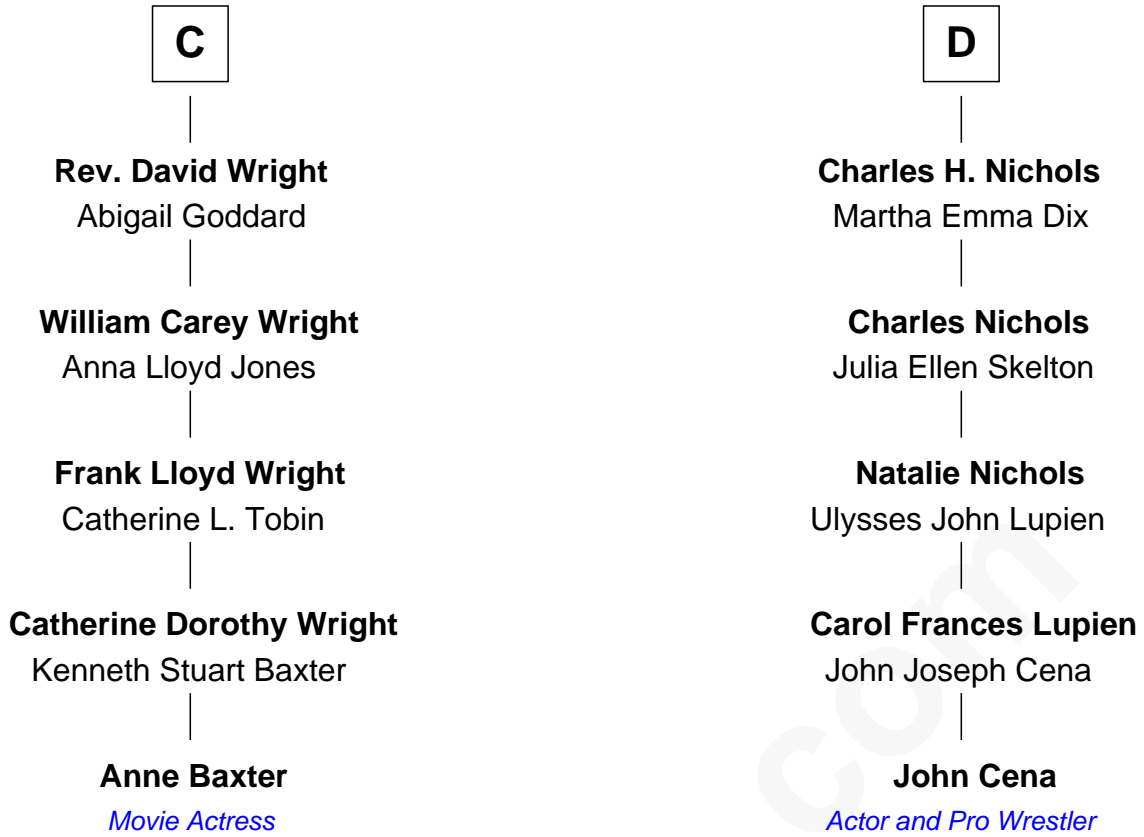 C
Rev. David Wright
Abigail Goddard
William Carey Wright
Anna Lloyd Jones
Frank Lloyd Wright
Catherine L. Tobin
Catherine Dorothy Wright
Kenneth Stuart Baxter
Anne Baxter
Movie Actress
D
Charles H. Nichols
Martha Emma Dix
Charles Nichols
Julia Ellen Skelton
Natalie Nichols
Ulysses John Lupien
Carol Frances Lupien
John Joseph Cena
John Cena
Actor and Pro Wrestler
com